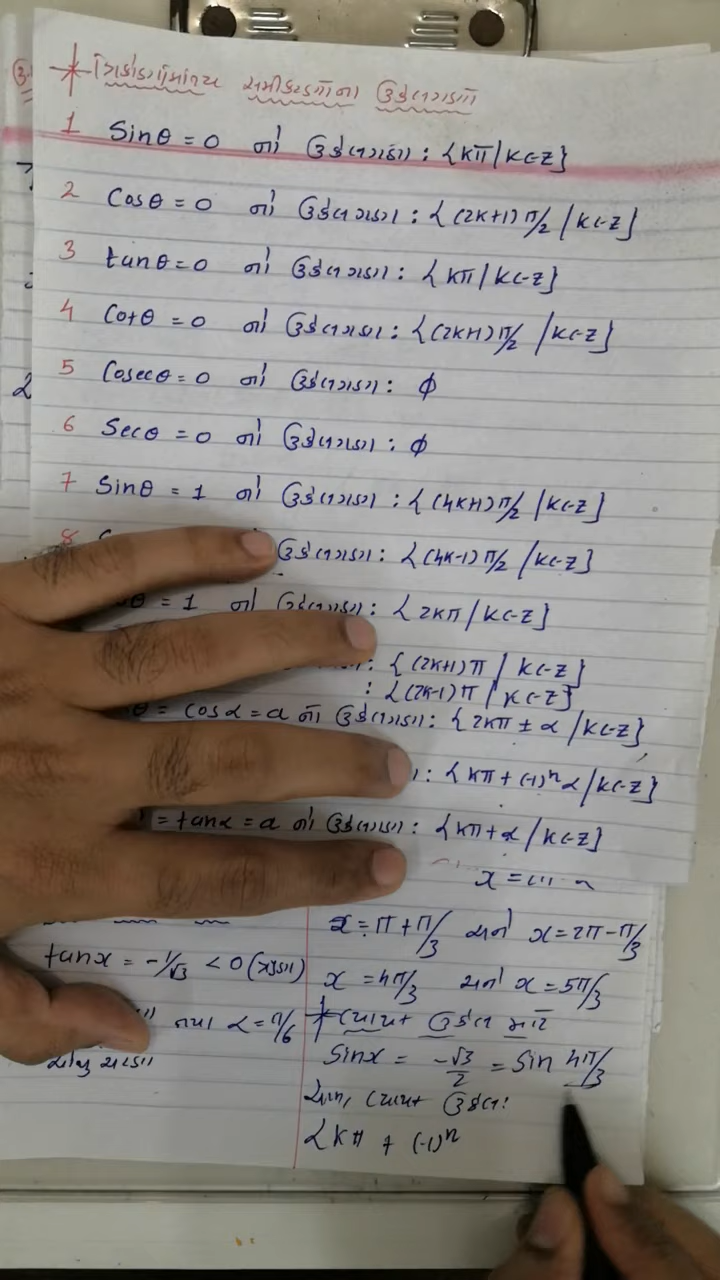 * ત્રિકોણમિતીય સમીકરણોના ઉકેલગણો
1 Sinθ = 0 નો ઉકેલગણ : {kπ / k∈Z}
2 Cosθ = 0 નો ઉકેલગણ : {(2k+1)π/2 / k∈Z}
3 tanθ = 0 નો ઉકેલગણ : {kπ / k∈Z}
4 Cotθ = 0 નો ઉકેલગણ : {(2k+1)π/2 / k∈Z}
5 Cosecθ = 0 નો ઉકેલગણ : φ
6 Secθ = 0 નો ઉકેલગણ : φ
7 Sinθ = 1 નો ઉકેલગણ : {(4k+1)π/2 / k∈Z}
8 ઉકેલગણ : {(4k-1)π/2 / k∈Z}
θ = 1 નો ઉકેલગણ : {2kπ / k∈Z}
: {(2k+1)π / k∈Z}
: {(2k-1)π / k∈Z}
θ = cosα = a નો ઉકેલગણ : {2kπ ± α / k∈Z}
: {kπ + (-1)ⁿα / k∈Z}
= tanα = a નો ઉકેલગણ : {kπ + α / k∈Z}
x = π + π/3 અને x = 2π - π/3
tanx = -1/√3 < 0
x = 4π/3 અને x = 5π/3
તથા α = π/6
* વ્યાપક ઉકેલ માટે
Sinx = -√3/2 = Sin 4π/3
વ્યાપક ઉકેલ :
{kπ + (-1)ⁿ